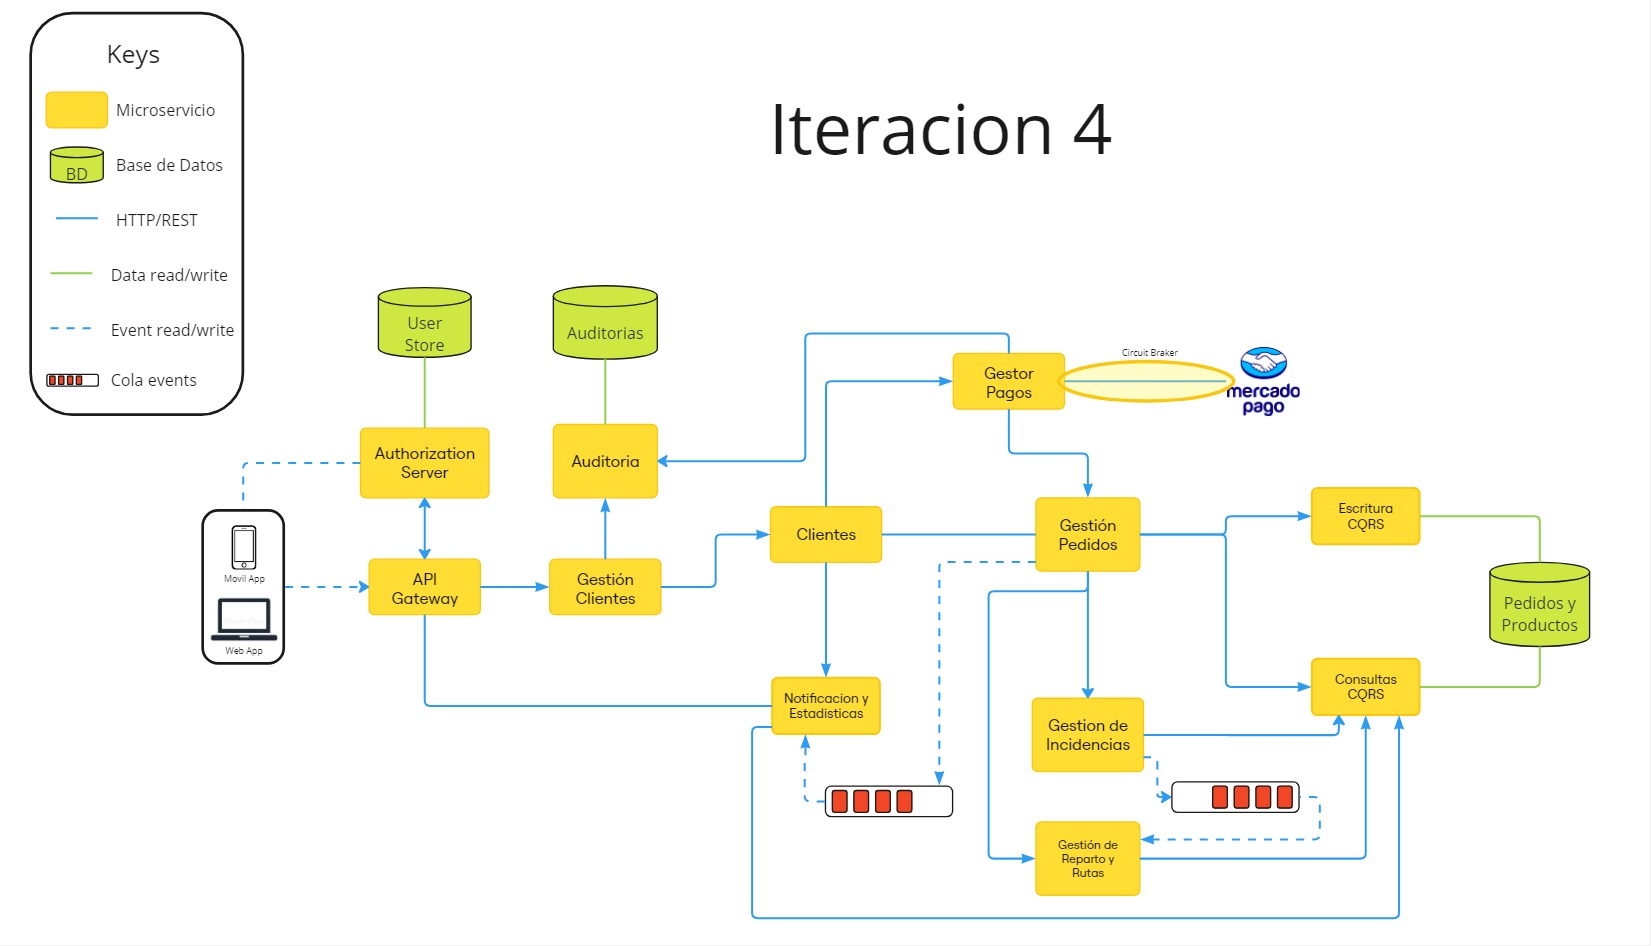 Keys
Microservicio
BD
Base de Datos
HTTP/REST
Data read/write
Event read/write
Cola events
Iteracion 4
User
Store
Auditorias
Authorization
Server
Auditoria
Gestor
Pagos
Circuit Braker
mercado
pago
Movil App
Web App
API
Gateway
Gestión
Clientes
Clientes
Gestión
Pedidos
Escritura
CQRS
Pedidos y
Productos
Consultas
CQRS
Notificacion y
Estadisticas
Gestion de
Incidencias
Gestión de
Reparto y
Rutas